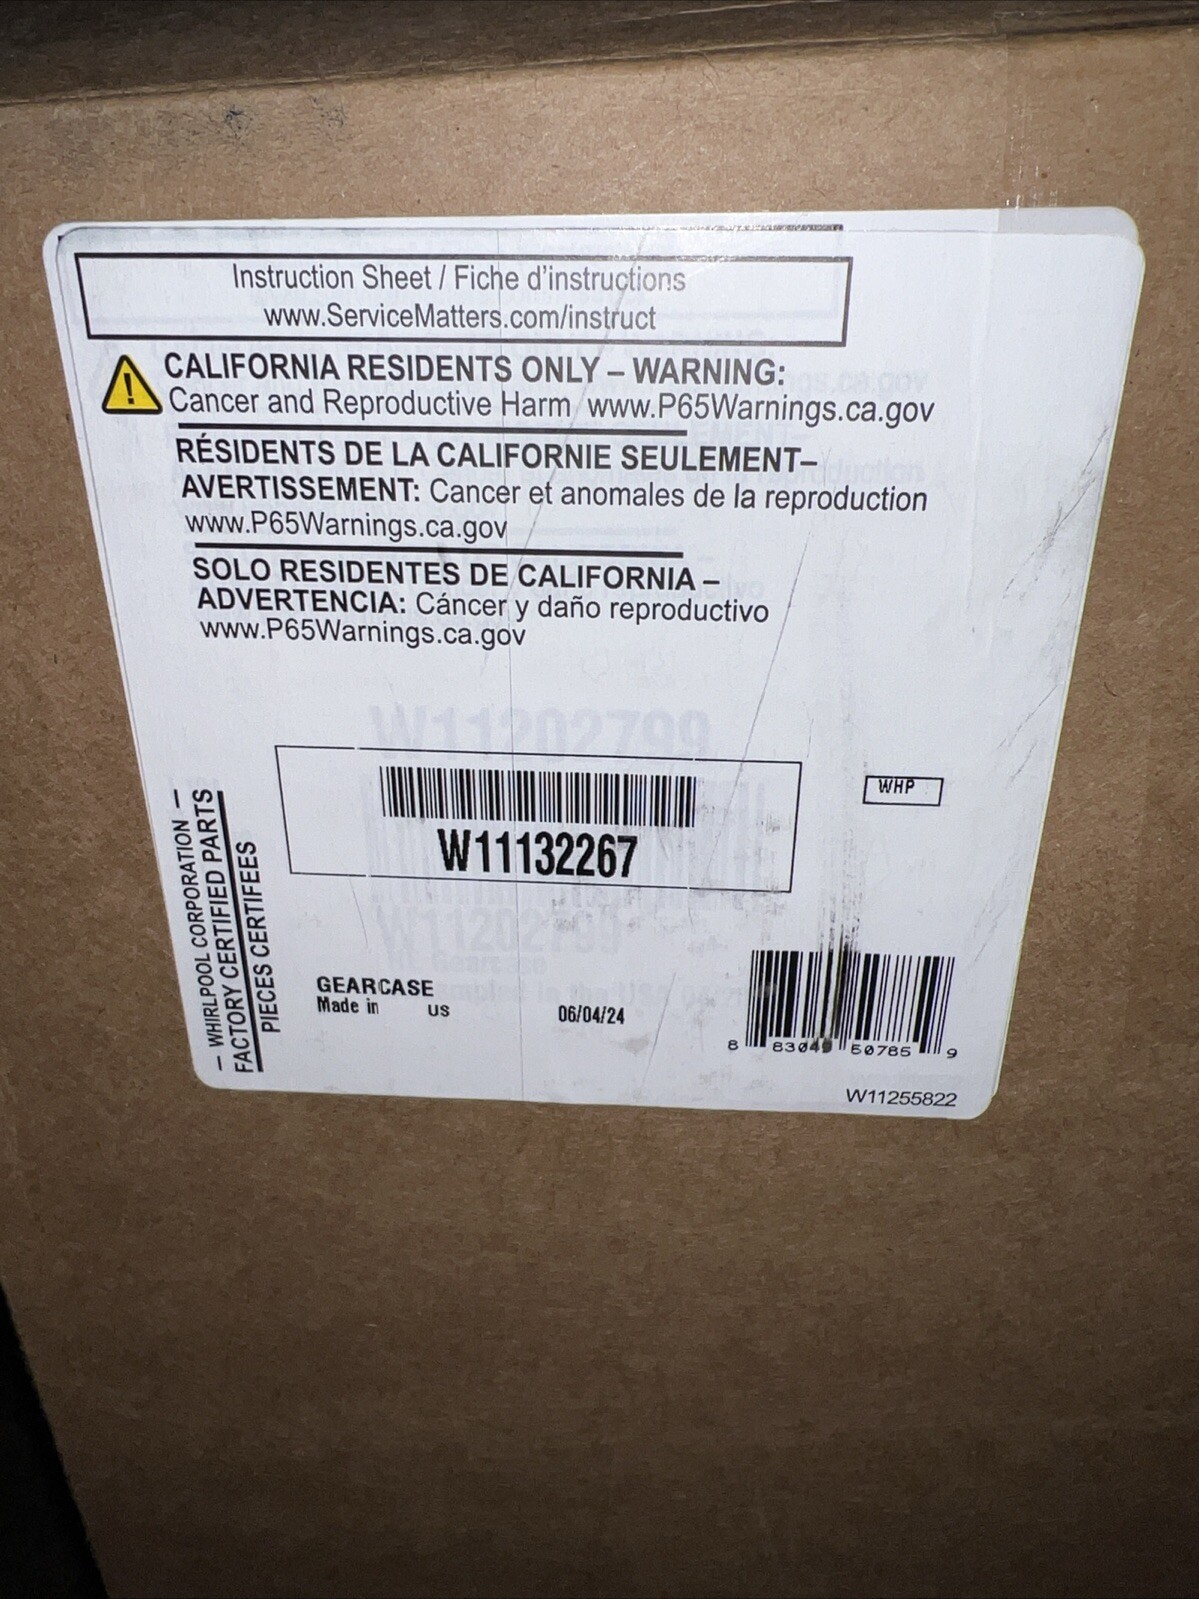 Instruction Sheet / Fiche d'instructions
www.ServiceMatters.com/instruct
CALIFORNIA RESIDENTS ONLY – WARNING:
Cancer and Reproductive Harm www.P65Warnings.ca.gov
RÉSIDENTS DE LA CALIFORNIE SEULEMENT–
AVERTISSEMENT: Cancer et anomales de la reproduction
www.P65Warnings.ca.gov
SOLO RESIDENTES DE CALIFORNIA –
ADVERTENCIA: Cáncer y daño reproductivo
www.P65Warnings.ca.gov
W11202799
WHP
W11132267
– WHIRLPOOL CORPORATION –
FACTORY CERTIFIED PARTS
PIECES CERTIFEES
GEARCASE
Made in US 06/04/24
8 83049 50785 9
W11255822